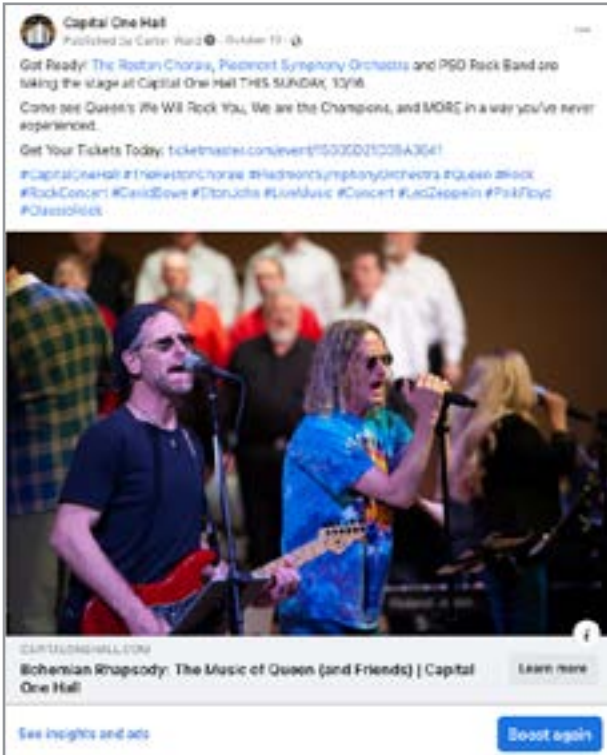 Capital One Hall
Published by Carter Ward · October 13 ·
Get Ready! The Reston Chorale, Piedmont Symphony Orchestra and PSO Rock Band are
taking the stage at Capital One Hall THIS SUNDAY, 10/16.
Come see Queen's We Will Rock You, We are the Champions, and MORE in a way you've never
experienced.
Get Your Tickets Today:
#CapitalOneHall #TheRestonChorale #PiedmontSymphonyOrchestra #Queen #Rock
#RockConcert #DavidBowie #EltonJohn #LiveMusic #Concert #LedZeppelin #PinkFloyd
#ClassicRock
CAPITALONEHALL.COM
Bohemian Rhapsody: The Music of Queen (and Friends) | Capital
One Hall
Learn more
See insights and ads
Boost again